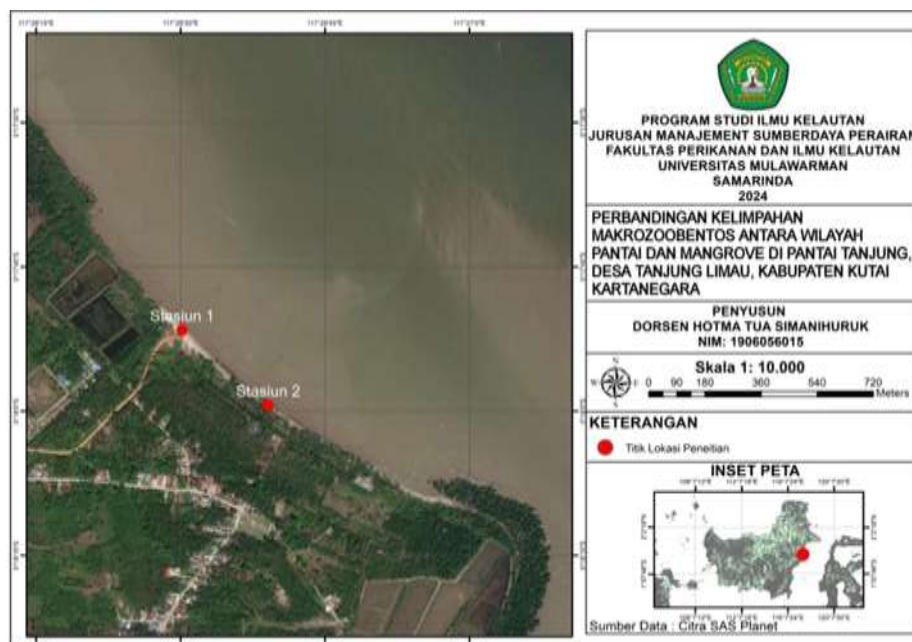 Stasiun 1
Stasiun 2
PROGRAM STUDI ILMU KELAUTAN
JURUSAN MANAJEMENT SUMBERDAYA PERAIRAN
FAKULTAS PERIKANAN DAN ILMU KELAUTAN
UNIVERSITAS MULAWARMAN
SAMARINDA
2024
PERBANDINGAN KELIMPAHAN
MAKROZOOBENTOS ANTARA WILAYAH
PANTAI DAN MANGROVE DI PANTAI TANJUNG,
DESA TANJUNG LIMAU, KABUPATEN KUTAI
KARTANEGARA
PENYUSUN
DORSEN HOTMA TUA SIMANIHURUK
NIM: 1906056015
Skala 1: 10.000
N
W E
S
0 90 180 360 540 720
Meters
KETERANGAN
Titik Lokasi Peneitian
INSET PETA
Sumber Data : Citra SAS Planet